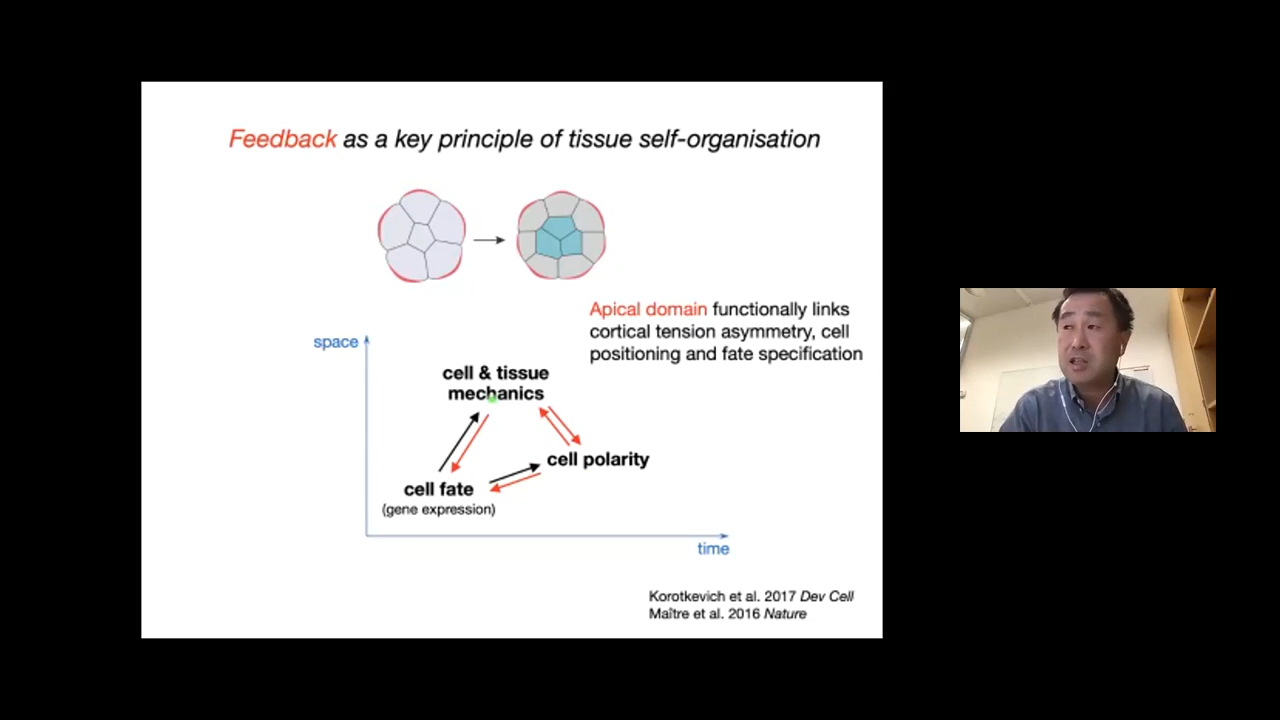 Feedback as a key principle of tissue self-organisation
Apical domain functionally links
cortical tension asymmetry, cell
positioning and fate specification
space
cell & tissue
mechanics
cell polarity
cell fate
(gene expression)
time
Korotkevich et al. 2017 Dev Cell
Maître et al. 2016 Nature